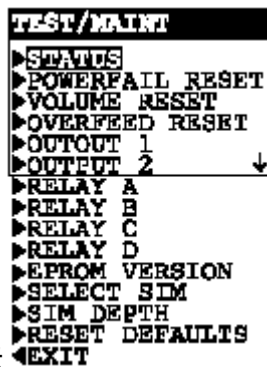 TEST/MAINT
STATUS
POWERFAIL RESET
VOLUME RESET
OVERFEED RESET
OUTOUT 1
OUTPUT 2
RELAY A
RELAY B
RELAY C
RELAY D
EPROM VERSION
SELECT SIM
SIM DEPTH
RESET DEFAULTS
EXIT